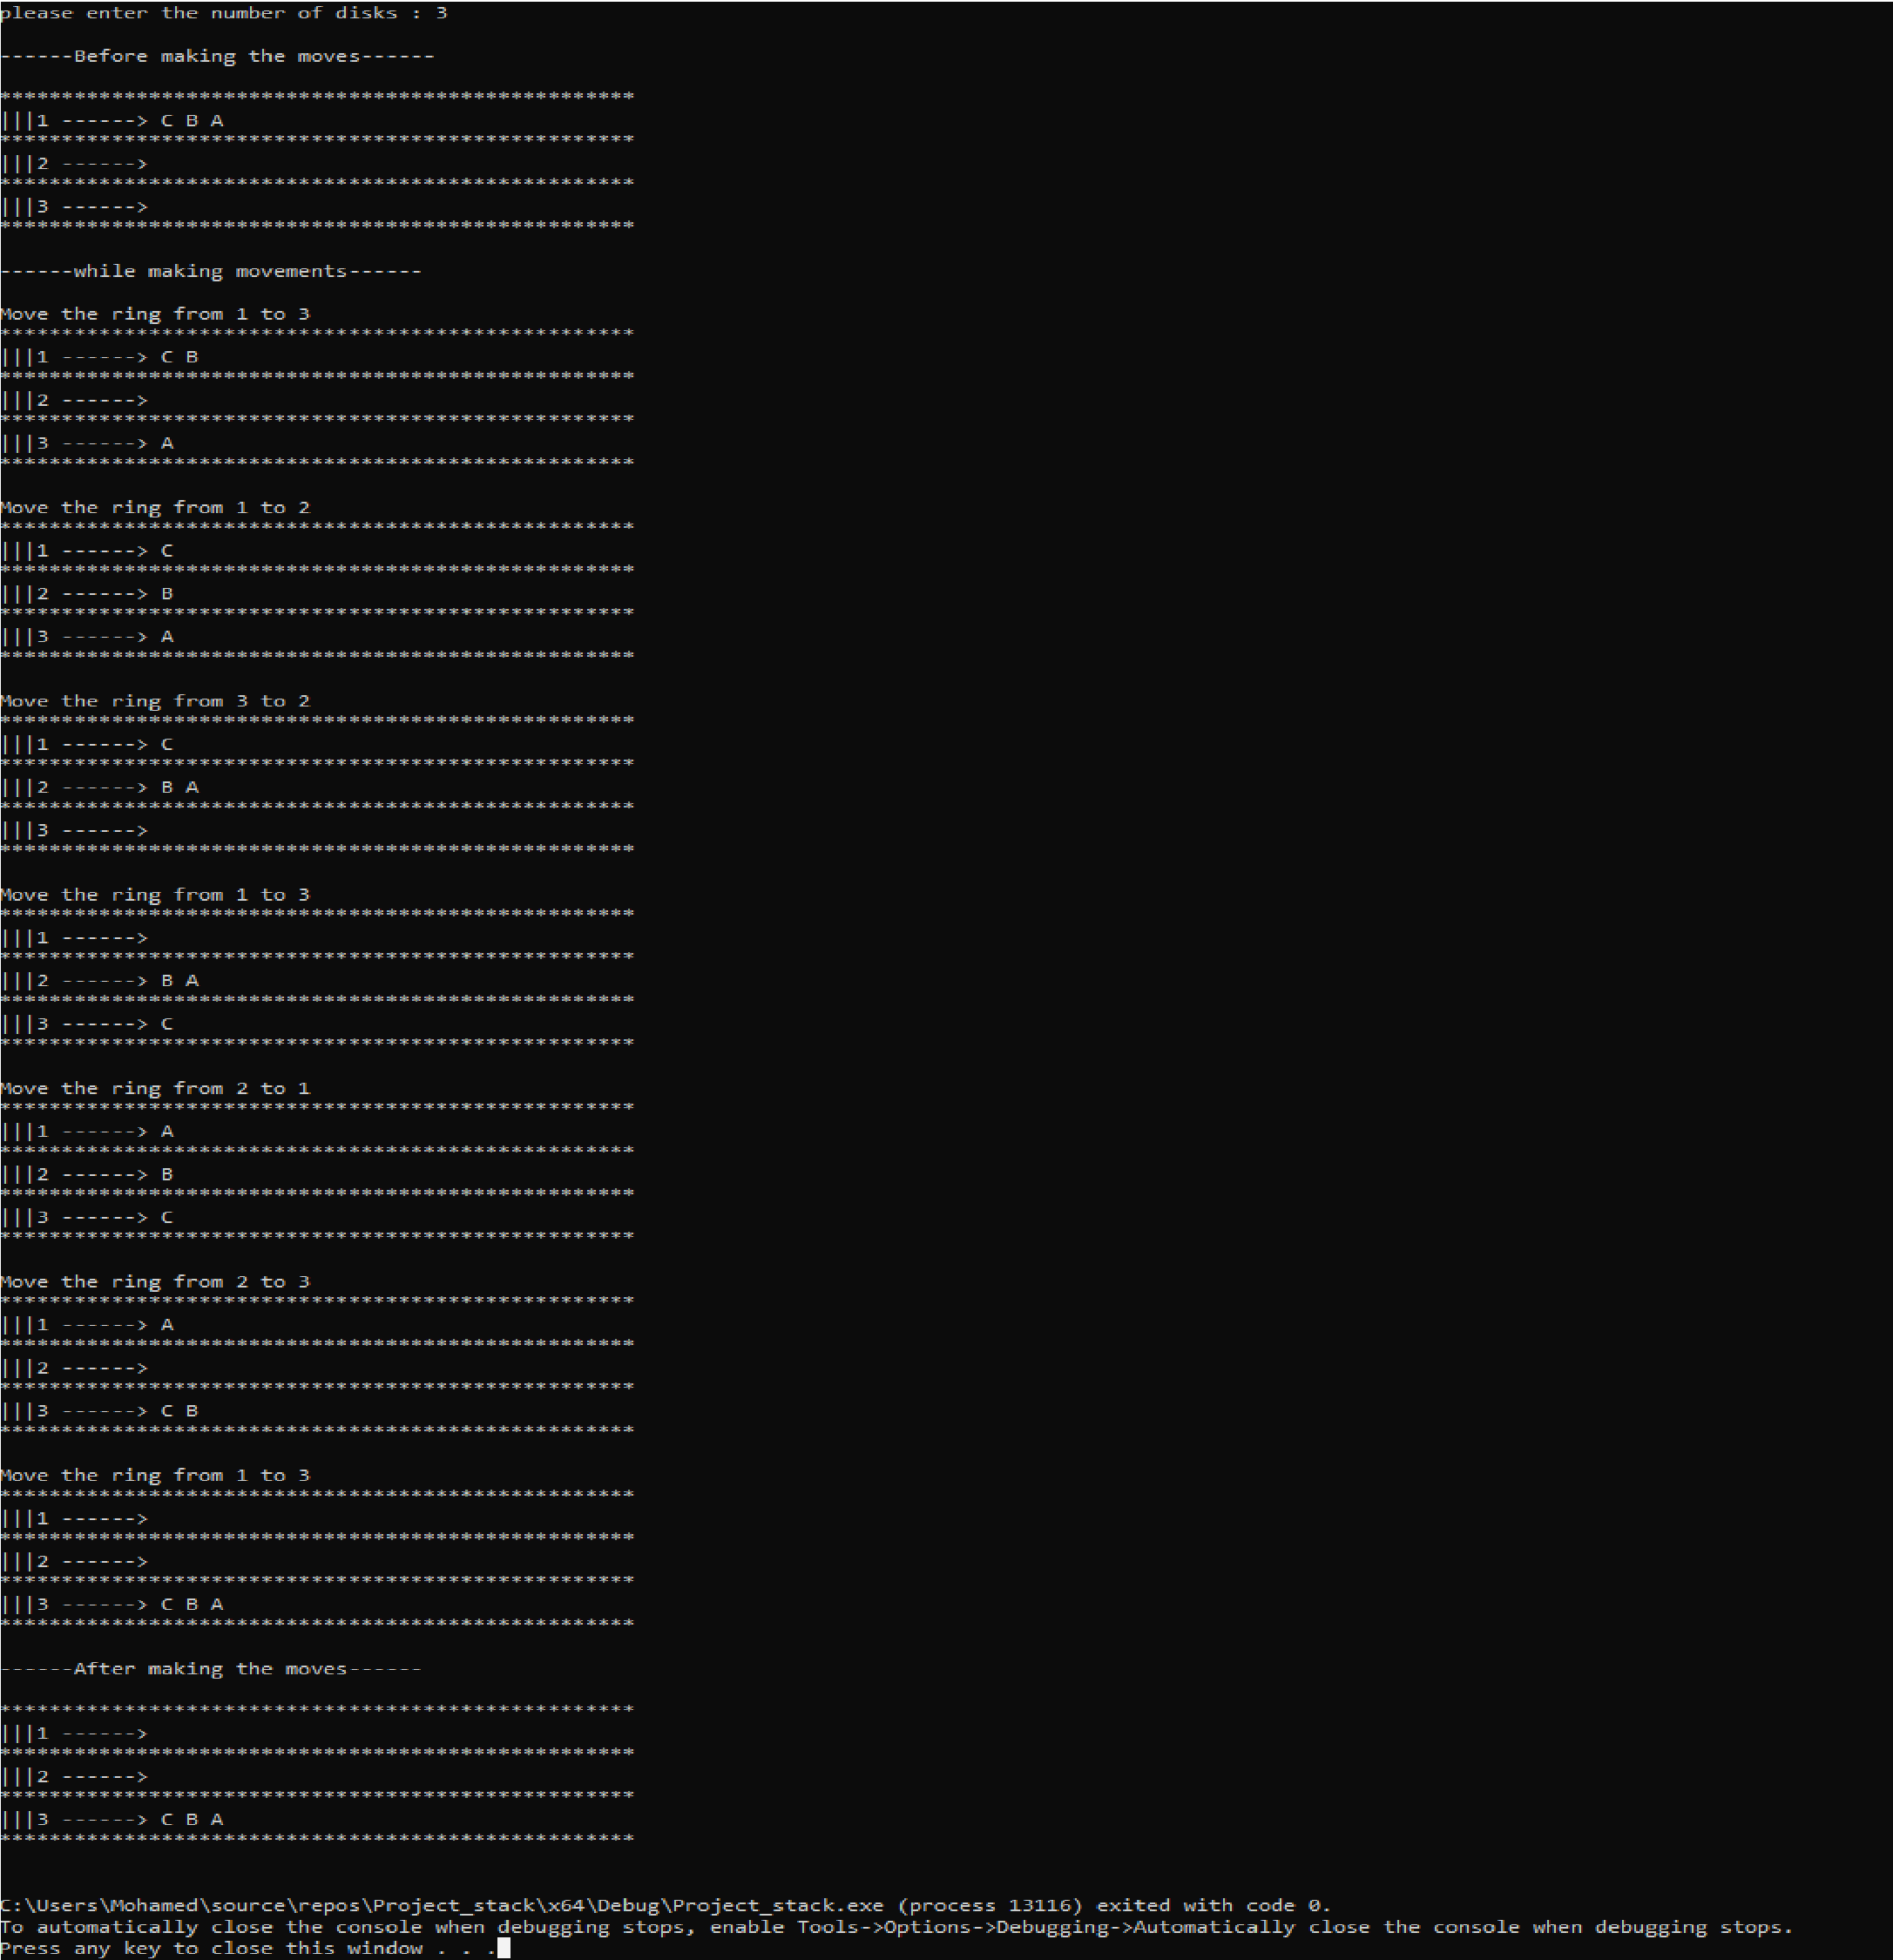 please enter the number of disks : 3
------Before making the moves------
***************************************************
|||1 ------> C B A
***************************************************
|||2 ------>
***************************************************
|||3 ------>
***************************************************
------while making movements------
Move the ring from 1 to 3
***************************************************
|||1 ------> C B
***************************************************
|||2 ------>
***************************************************
|||3 ------> A
***************************************************
Move the ring from 1 to 2
***************************************************
|||1 ------> C
***************************************************
|||2 ------> B
***************************************************
|||3 ------> A
***************************************************
Move the ring from 3 to 2
***************************************************
|||1 ------> C
***************************************************
|||2 ------> B A
***************************************************
|||3 ------>
***************************************************
Move the ring from 1 to 3
***************************************************
|||1 ------>
***************************************************
|||2 ------> B A
***************************************************
|||3 ------> C
***************************************************
Move the ring from 2 to 1
***************************************************
|||1 ------> A
***************************************************
|||2 ------> B
***************************************************
|||3 ------> C
***************************************************
Move the ring from 2 to 3
***************************************************
|||1 ------> A
***************************************************
|||2 ------>
***************************************************
|||3 ------> C B
***************************************************
Move the ring from 1 to 3
***************************************************
|||1 ------>
***************************************************
|||2 ------>
***************************************************
|||3 ------> C B A
***************************************************
------After making the moves------
***************************************************
|||1 ------>
***************************************************
|||2 ------>
***************************************************
|||3 ------> C B A
***************************************************
C:\Users\Mohamed\source\repos\Project_stack\x64\Debug\Project_stack.exe (process 13116) exited with code 0.
To automatically close the console when debugging stops, enable Tools->Options->Debugging->Automatically close the console when debugging stops.
Press any key to close this window . . .